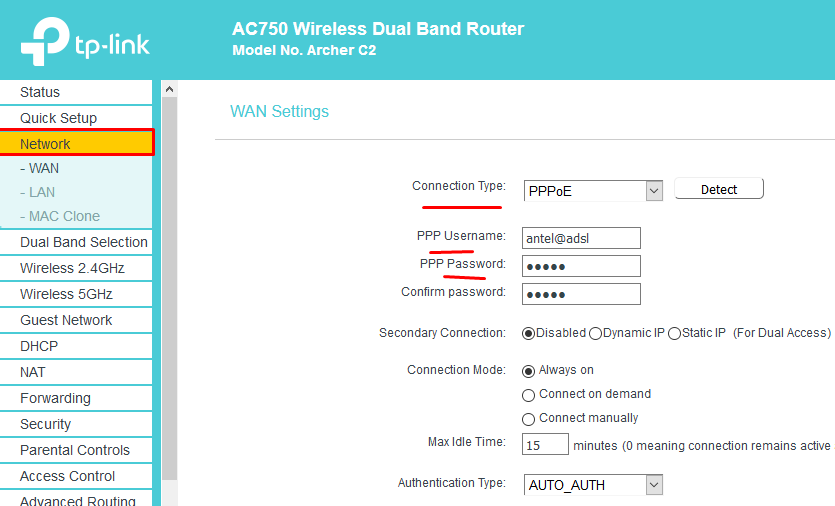 tp-link
AC750 Wireless Dual Band Router
Model No. Archer C2
Status
Quick Setup
Network
- WAN
- LAN
- MAC Clone
Dual Band Selection
Wireless 2.4GHz
Wireless 5GHz
Guest Network
DHCP
NAT
Forwarding
Security
Parental Controls
Access Control
Advanced Routing
WAN Settings
Connection Type: PPPoE Detect
PPP Username: antel@adsl
PPP Password: ●●●●●
Confirm password: ●●●●●
Secondary Connection: Disabled Dynamic IP Static IP (For Dual Access)
Connection Mode: Always on
Connect on demand
Connect manually
Max Idle Time: 15 minutes (0 meaning connection remains active
Authentication Type: AUTO_AUTH